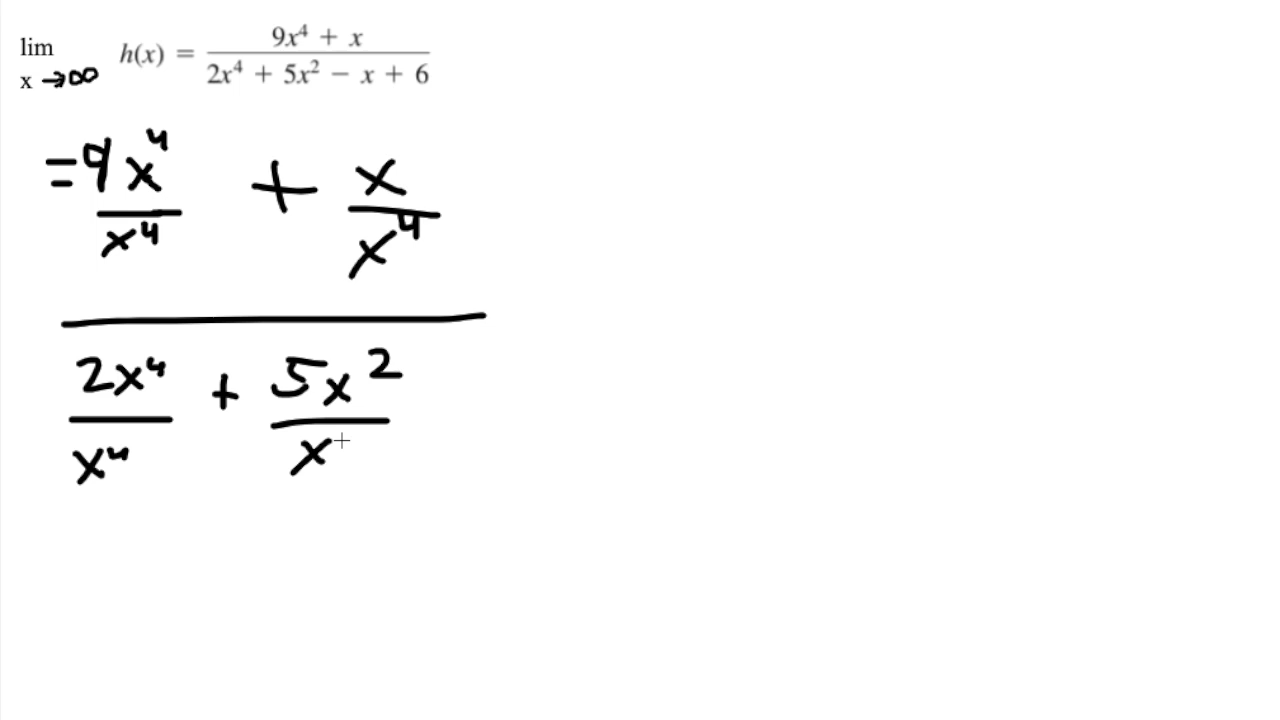 lim h(x) = 9x⁴ + x
x →∞ 2x⁴ + 5x² − x + 6
= 9x⁴ + x
x⁴ x⁴
2x⁴ + 5x²
x⁴ x